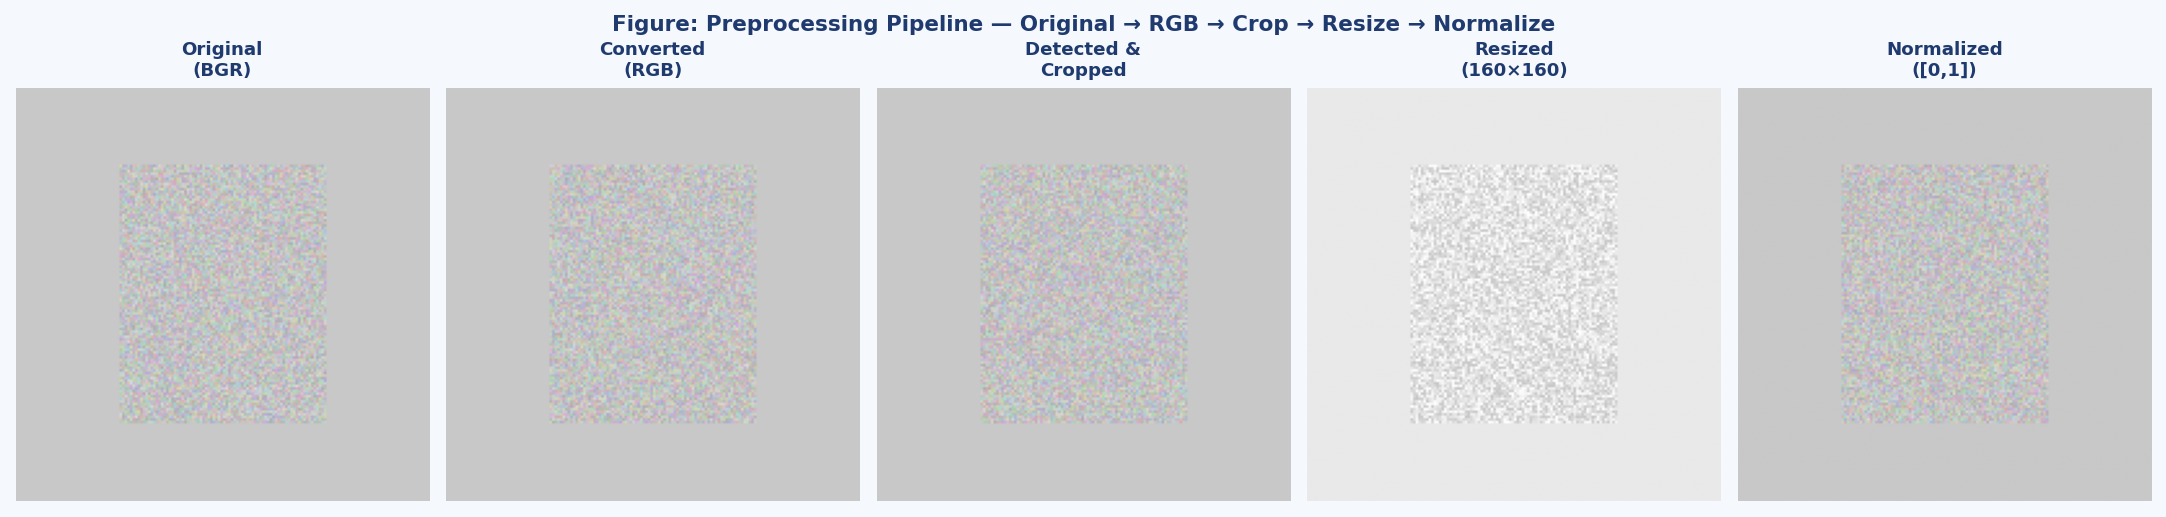 Figure: Preprocessing Pipeline — Original → RGB → Crop → Resize → Normalize
Original
(BGR)
Converted
(RGB)
Detected &
Cropped
Resized
(160×160)
Normalized
([0,1])